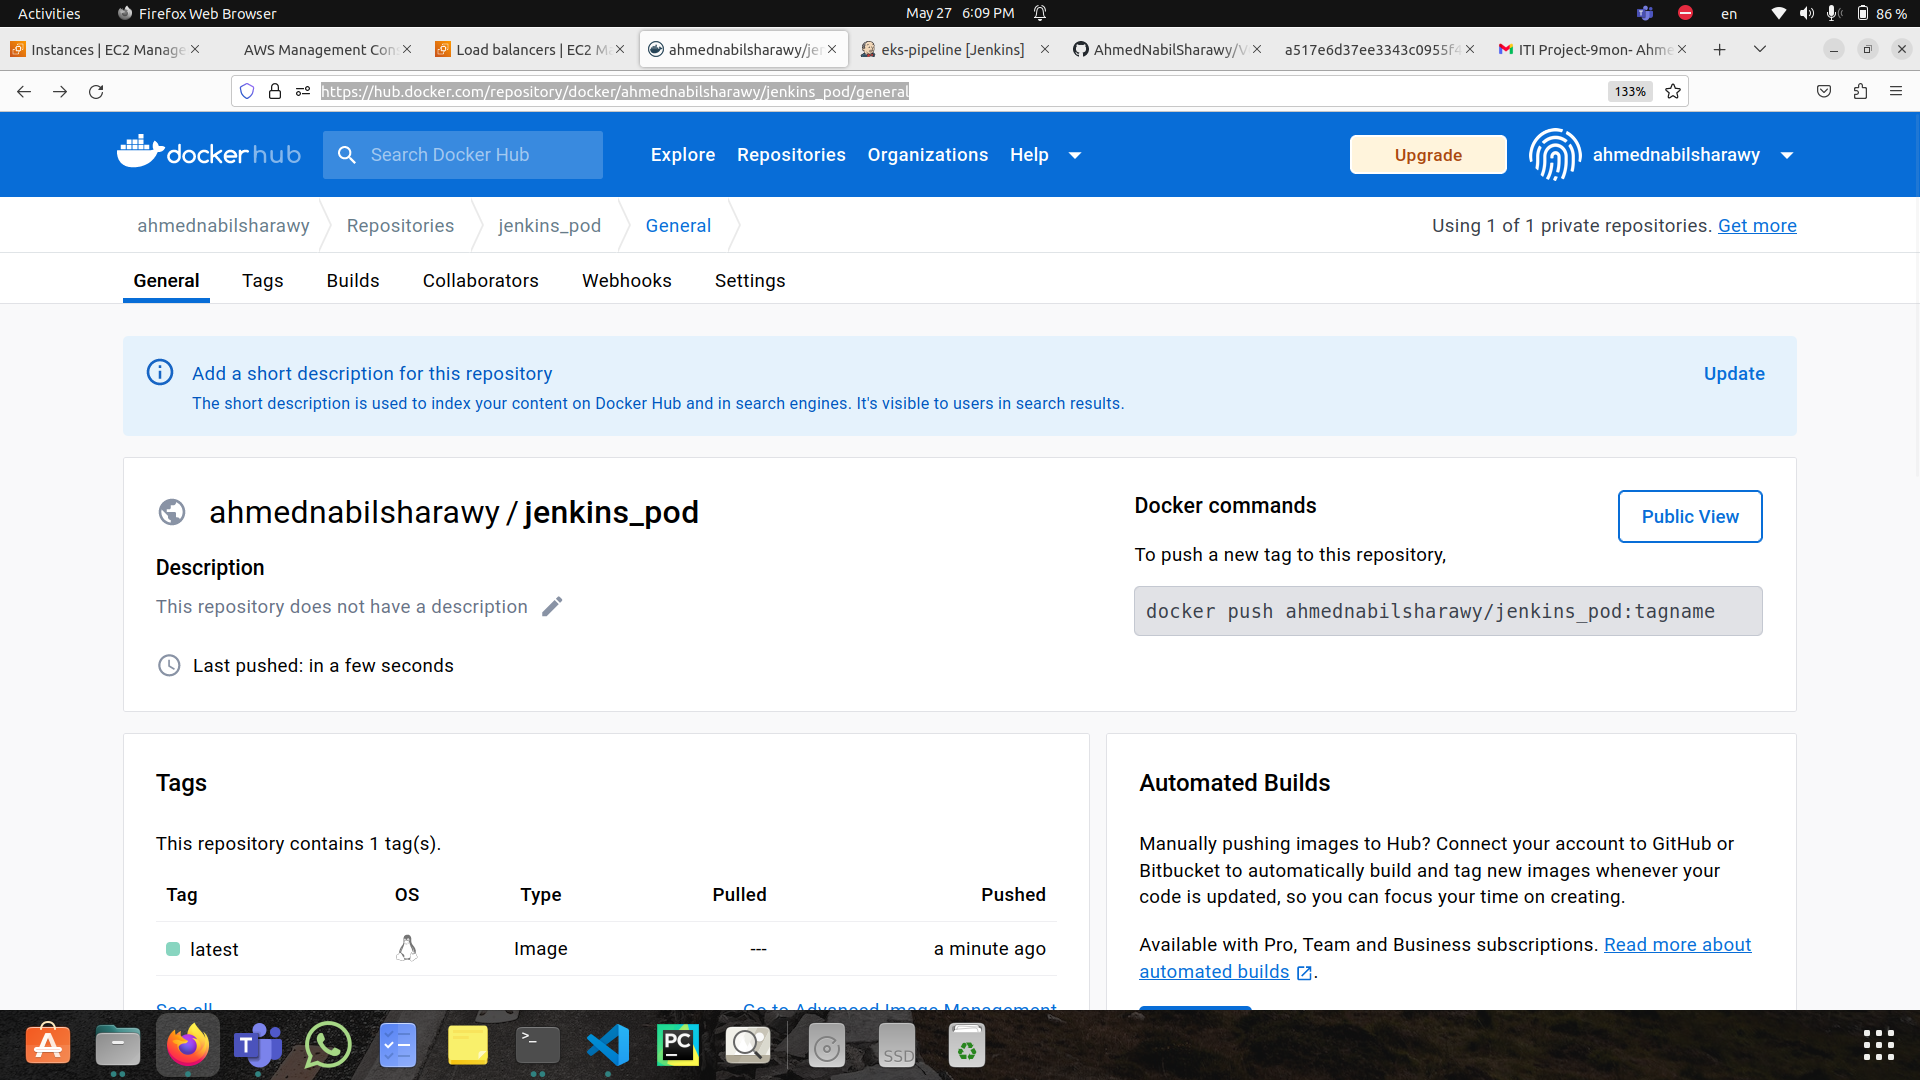 Activities Firefox Web Browser May 27 6:09 PM en 86 %
Instances | EC2 Manage AWS Management Con Load balancers | EC2 Ma ahmednabilsharawy/jen eks-pipeline [Jenkins] AhmedNabilSharawy/V a517e6d37ee3343c0955f4 ITI Project-9mon- Ahme
https://hub.docker.com/repository/docker/ahmednabilsharawy/jenkins_pod/general 133%
docker hub Search Docker Hub Explore Repositories Organizations Help Upgrade ahmednabilsharawy
ahmednabilsharawy Repositories jenkins_pod General Using 1 of 1 private repositories. Get more
General Tags Builds Collaborators Webhooks Settings
Add a short description for this repository Update
The short description is used to index your content on Docker Hub and in search engines. It's visible to users in search results.
ahmednabilsharawy / jenkins_pod
Description
This repository does not have a description
Last pushed: in a few seconds
Docker commands
Public View
To push a new tag to this repository,
docker push ahmednabilsharawy/jenkins_pod:tagname
Tags
This repository contains 1 tag(s).
Tag OS Type Pulled Pushed
latest Image --- a minute ago
See all Go to Advanced Image Management
Automated Builds
Manually pushing images to Hub? Connect your account to GitHub or
Bitbucket to automatically build and tag new images whenever your
code is updated, so you can focus your time on creating.
Available with Pro, Team and Business subscriptions. Read more about
automated builds .
PC
SSD